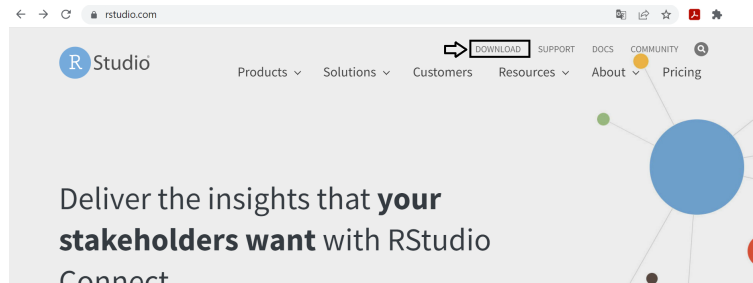 rstudio.com
DOWNLOAD SUPPORT DOCS COMMUNITY
R Studio
Products Solutions Customers Resources About Pricing
Deliver the insights that your
stakeholders want with RStudio
Connect